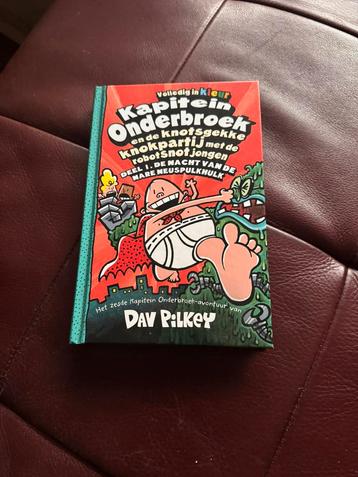 Volledig in Kleur
Kapitein
Onderbroek
en de knotsgekke
knokpartij met de
robotsnotjongen
DEEL 1. DE NACHT VAN DE
NARE NEUSPULKHULK
Het zesde Kapitein Onderbroek-avontuur van
DAV PILKEY